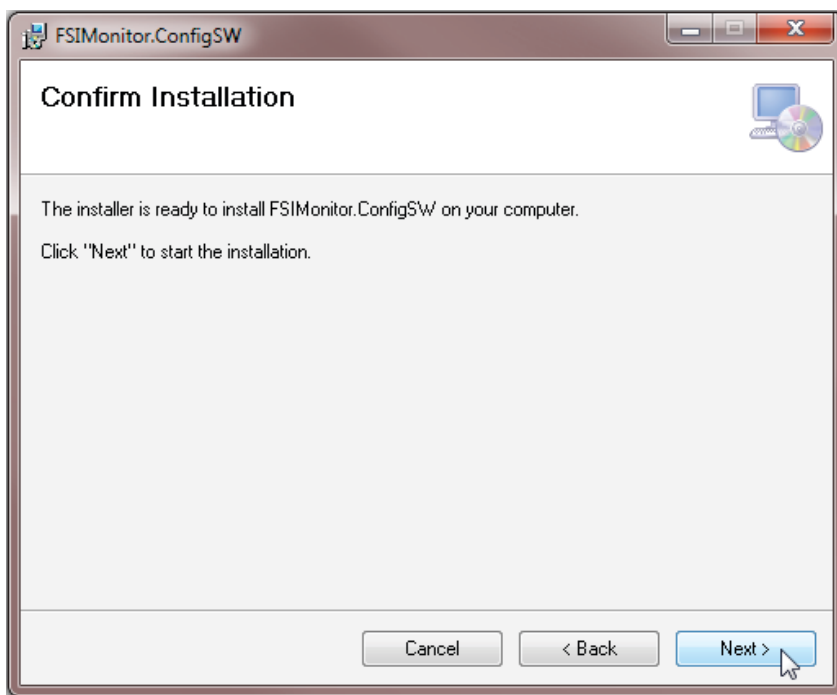 FSIMonitor.ConfigSW
Confirm Installation
The installer is ready to install FSIMonitor.ConfigSW on your computer.
Click "Next" to start the installation.
Cancel
< Back
Next >